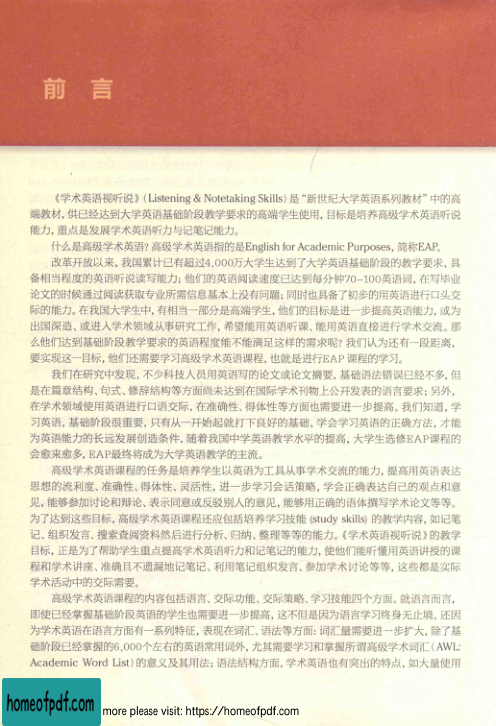 前 言
《学术英语视听说》(Listening & Notetaking Skills) 是“新世纪大学英语系列教材”中的高
端教材, 供已经达到大学英语基础阶段教学要求的高端学生使用, 目标是培养高级学术英语听说
能力, 重点是发展学术英语听力与记笔记能力。
什么是高级学术英语? 高级学术英语指的是English for Academic Purposes, 简称EAP。
改革开放以来, 我国累计已有超过4,000万大学生达到了大学英语基础阶段的教学要求, 具
备相当程度的英语听说读写能力; 他们的英语阅读速度已达到每分钟70-100英语词, 在写毕业
论文的时候通过阅读获取专业所需信息基本上没有问题; 同时也具备了初步的用英语进行口头交
际的能力。在我国大学生中, 有相当一部分是高端学生, 他们的目标是进一步提高英语能力, 或为
出国深造、或进入学术领域从事研究工作, 希望能用英语听课、能用英语直接进行学术交流。那
么他们达到基础阶段教学要求的英语程度能不能满足这样的需求呢? 我们认为还有一段距离,
要实现这一目标, 他们还需要学习高级学术英语课程, 也就是进行EAP 课程的学习。
我们在研究中发现, 不少科技人员用英语写的论文或论文摘要, 基础语法错误已经不多, 但
是在篇章结构、句式、修辞结构等方面尚未达到在国际学术刊物上公开发表的语言要求; 另外,
在学术领域使用英语进行口语交际, 在准确性、得体性等方面也需要进一步提高。我们知道, 学
习英语, 基础阶段很重要, 只有从一开始起就打下良好的基础, 学会学习英语的正确方法, 才能
为英语能力的长远发展创造条件, 随着我国中学英语教学水平的提高, 大学生选修EAP课程的
会愈来愈多, EAP最终将成为大学英语教学的主流。
高级学术英语课程的任务是培养学生以英语为工具从事学术交流的能力, 提高用英语表达
思想的流利度、准确性、得体性、灵活性, 进一步学习会话策略, 学会正确表达自己的观点和意
见, 能够参加讨论和辩论、表示同意或反驳别人的意见, 能够用正确的语体撰写学术论文等等。
为了达到这些目标, 高级学术英语课程还应包括培养学习技能 (study skills) 的教学内容, 如记笔
记、组织发言、搜索查阅资料然后进行分析、归纳、整理等等的能力。《学术英语视听说》的教学
目标, 正是为了帮助学生重点提高学术英语听力和记笔记的能力, 使他们能听懂用英语讲授的课
程和学术讲座、准确且不遗漏地记笔记、利用笔记组织发言、参加学术讨论等等, 这些都是实际
学术活动中的交际需要。
高级学术英语课程的内容包括语言、交际功能、交际策略、学习技能四个方面。就语言而言,
即使已经掌握基础阶段英语的学生也需要进一步提高, 这不但是因为语言学习终身无止境, 还因
为学术英语在语言方面有一系列特征, 表现在词汇、语法等方面: 词汇量需要进一步扩大, 除了基
础阶段已经掌握的6,000个左右的英语常用词外, 尤其需要学习和掌握所谓高级学术词汇 (AWL:
Academic Word List) 的意义及其用法; 语法结构方面, 学术英语也有突出的特点, 如大量使用
homeofpdf.com
more please visit: https://homeofpdf.com